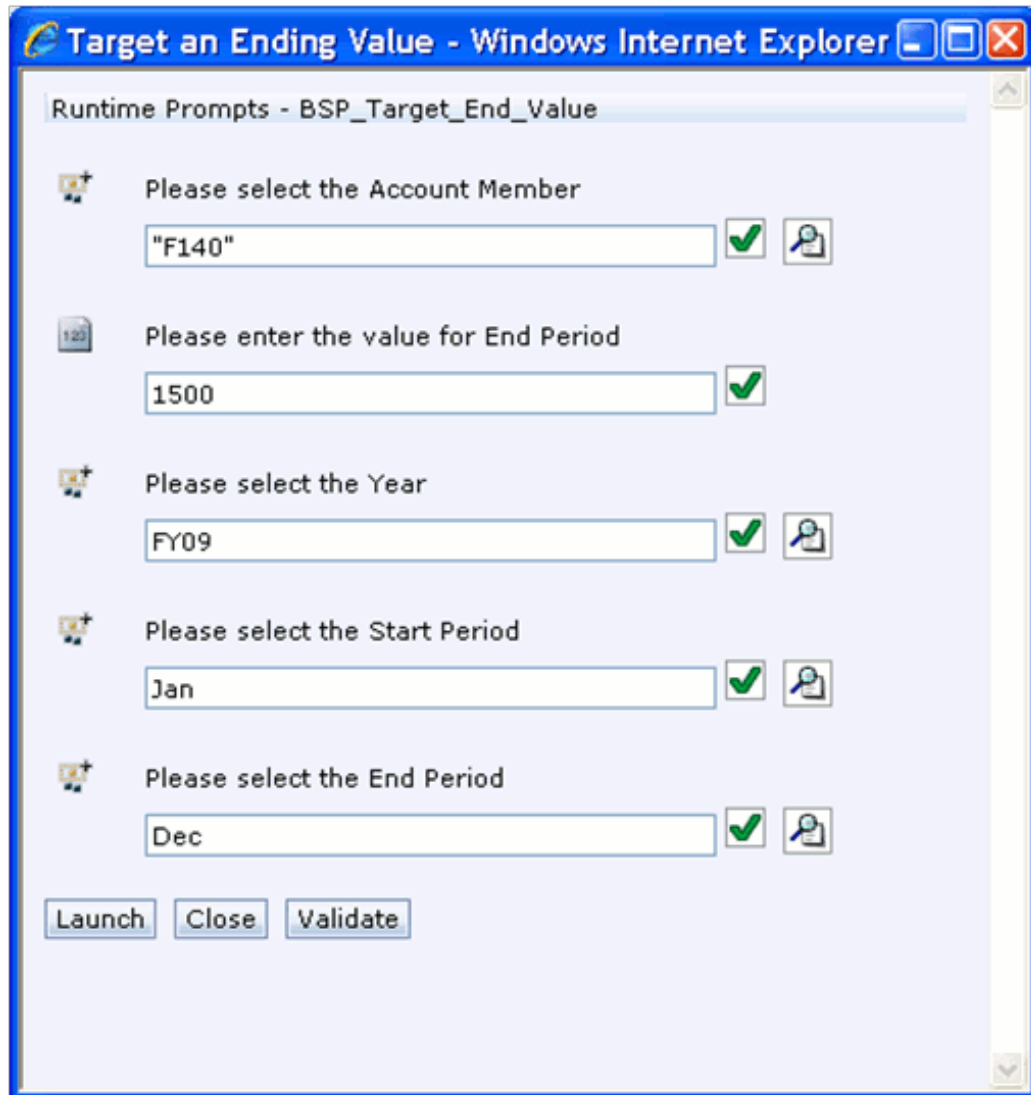 Target an Ending Value - Windows Internet Explorer
Runtime Prompts - BSP_Target_End_Value
Please select the Account Member
"F140"
123
Please enter the value for End Period
1500
Please select the Year
FY09
Please select the Start Period
Jan
Please select the End Period
Dec
Launch Close Validate